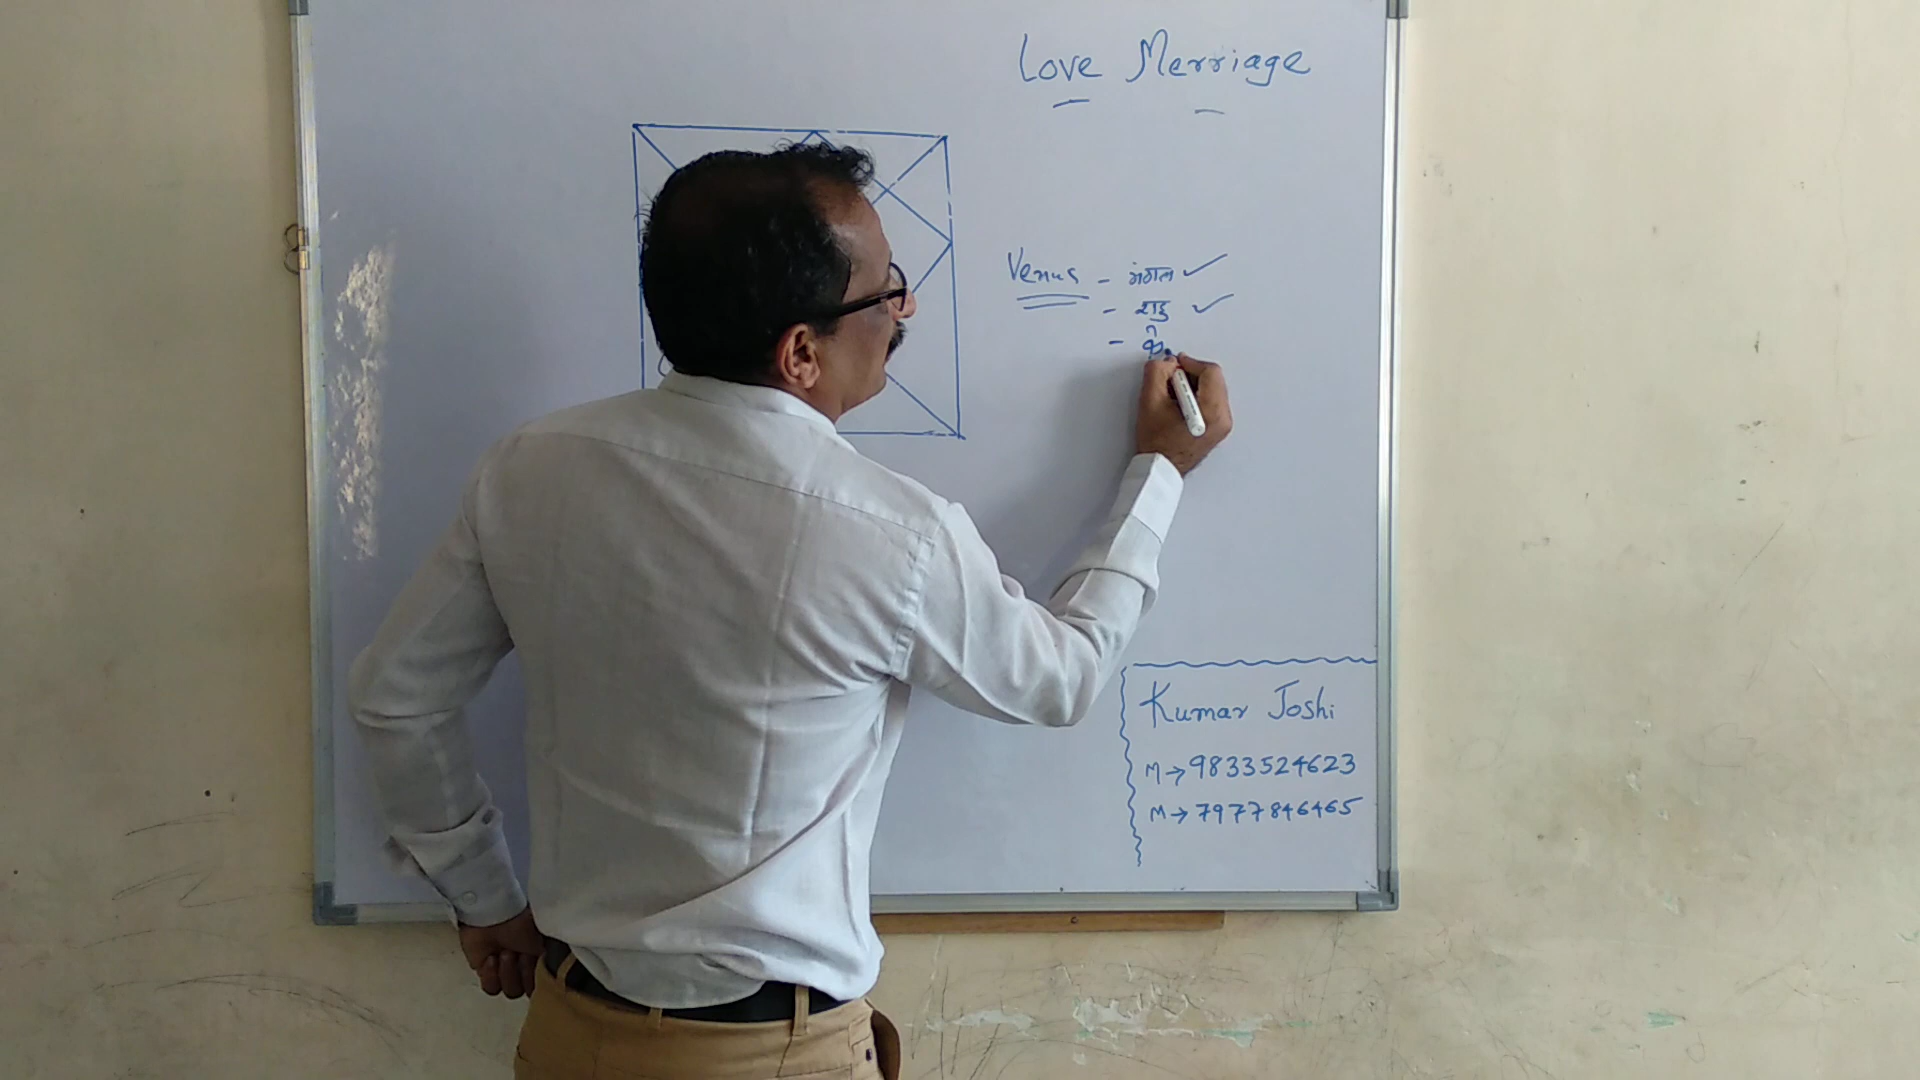 Love Merriage
Venus - मंगल ✓
- राहु ✓
- के
Kumar Joshi
M→9833524623
M→7977846465